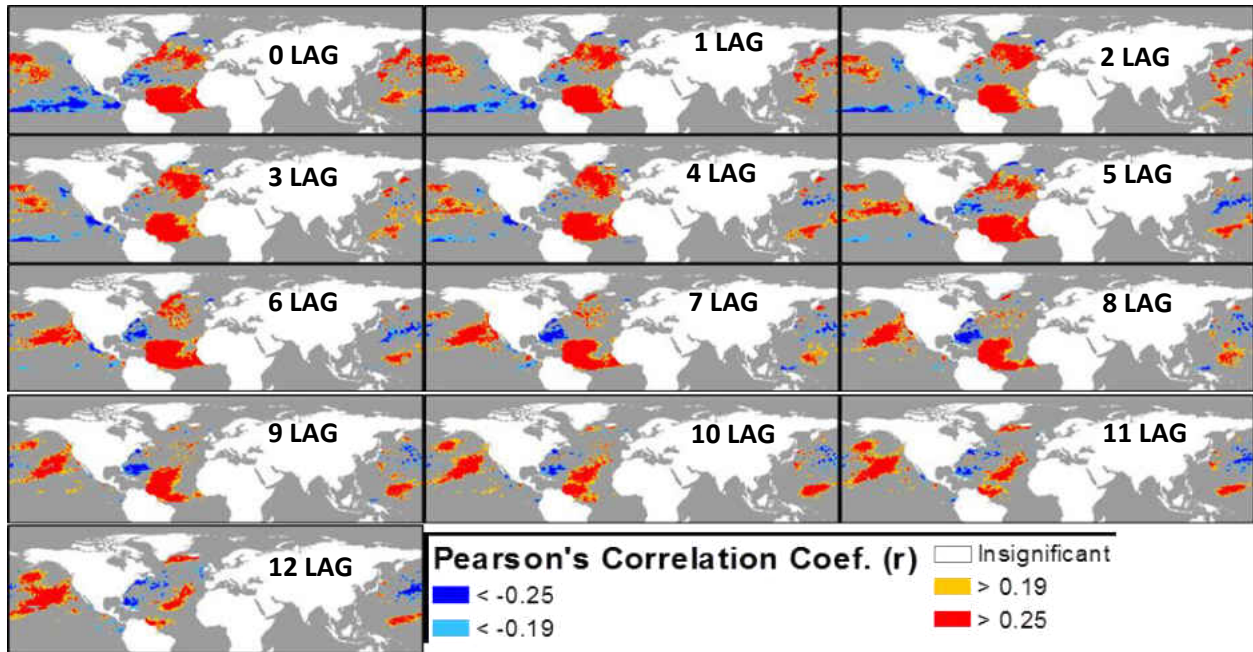 0 LAG
1 LAG
2 LAG
3 LAG
4 LAG
5 LAG
6 LAG
7 LAG
8 LAG
9 LAG
10 LAG
11 LAG
12 LAG
Pearson's Correlation Coef. (r)
< -0.25
< -0.19
Insignificant
> 0.19
> 0.25